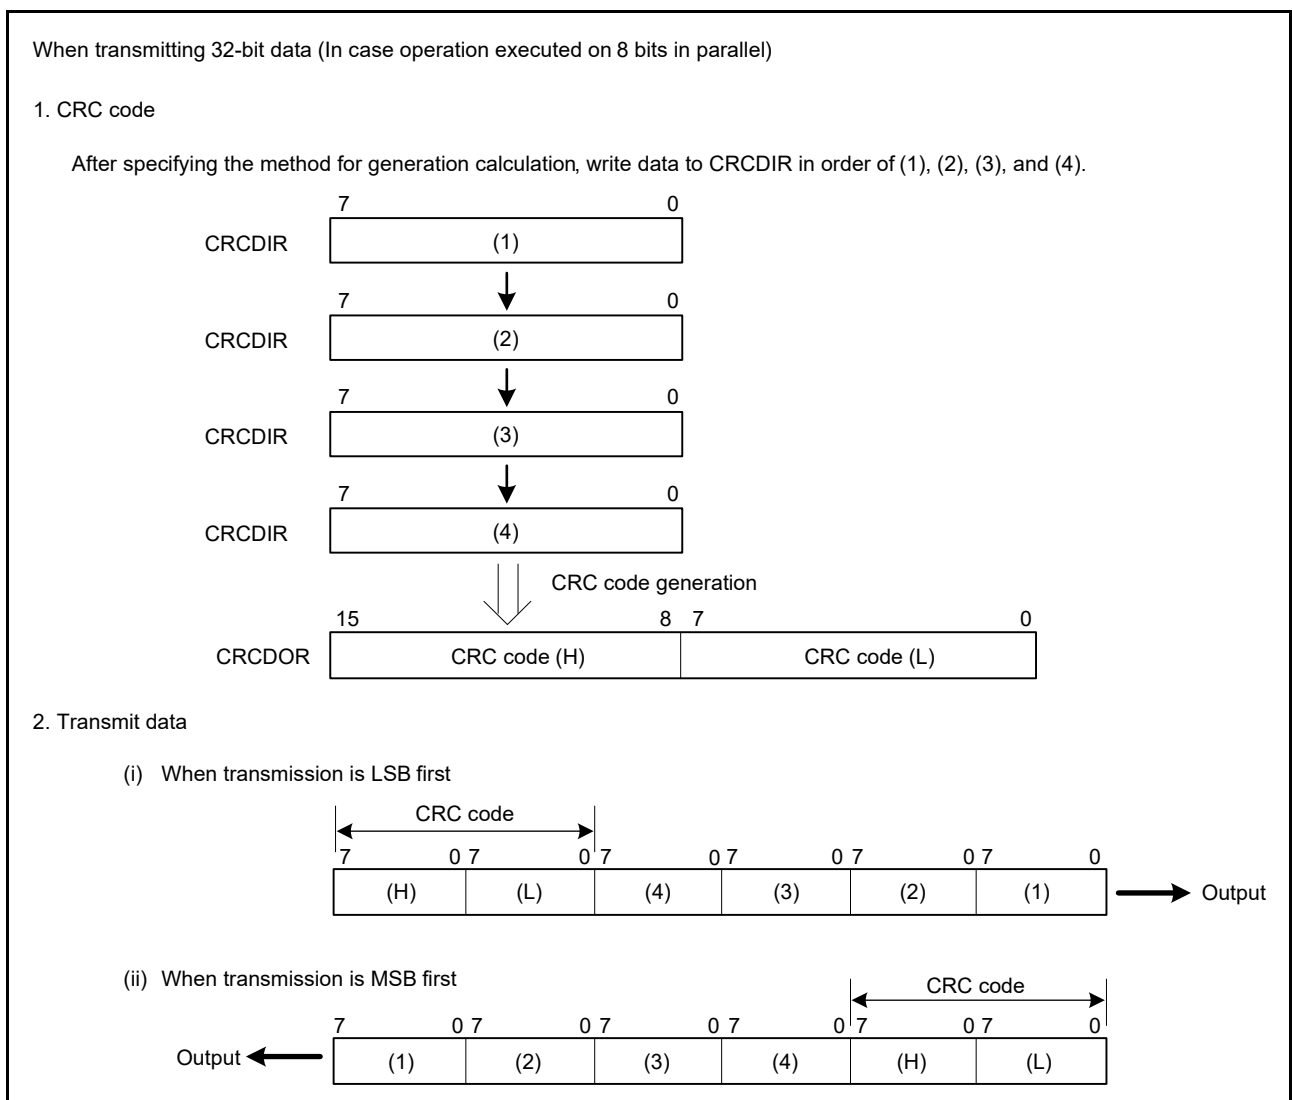 When transmitting 32-bit data (In case operation executed on 8 bits in parallel)
1. CRC code
After specifying the method for generation calculation, write data to CRCDIR in order of (1), (2), (3), and (4).
7 0
CRCDIR (1)
7 0
CRCDIR (2)
7 0
CRCDIR (3)
7 0
CRCDIR (4)
CRC code generation
15 8 7 0
CRCDOR CRC code (H) CRC code (L)
2. Transmit data
(i) When transmission is LSB first
CRC code
7 0 7 0 7 0 7 0 7 0 7 0
(H) (L) (4) (3) (2) (1) Output
(ii) When transmission is MSB first
CRC code
7 0 7 0 7 0 7 0 7 0 7 0
Output (1) (2) (3) (4) (H) (L)